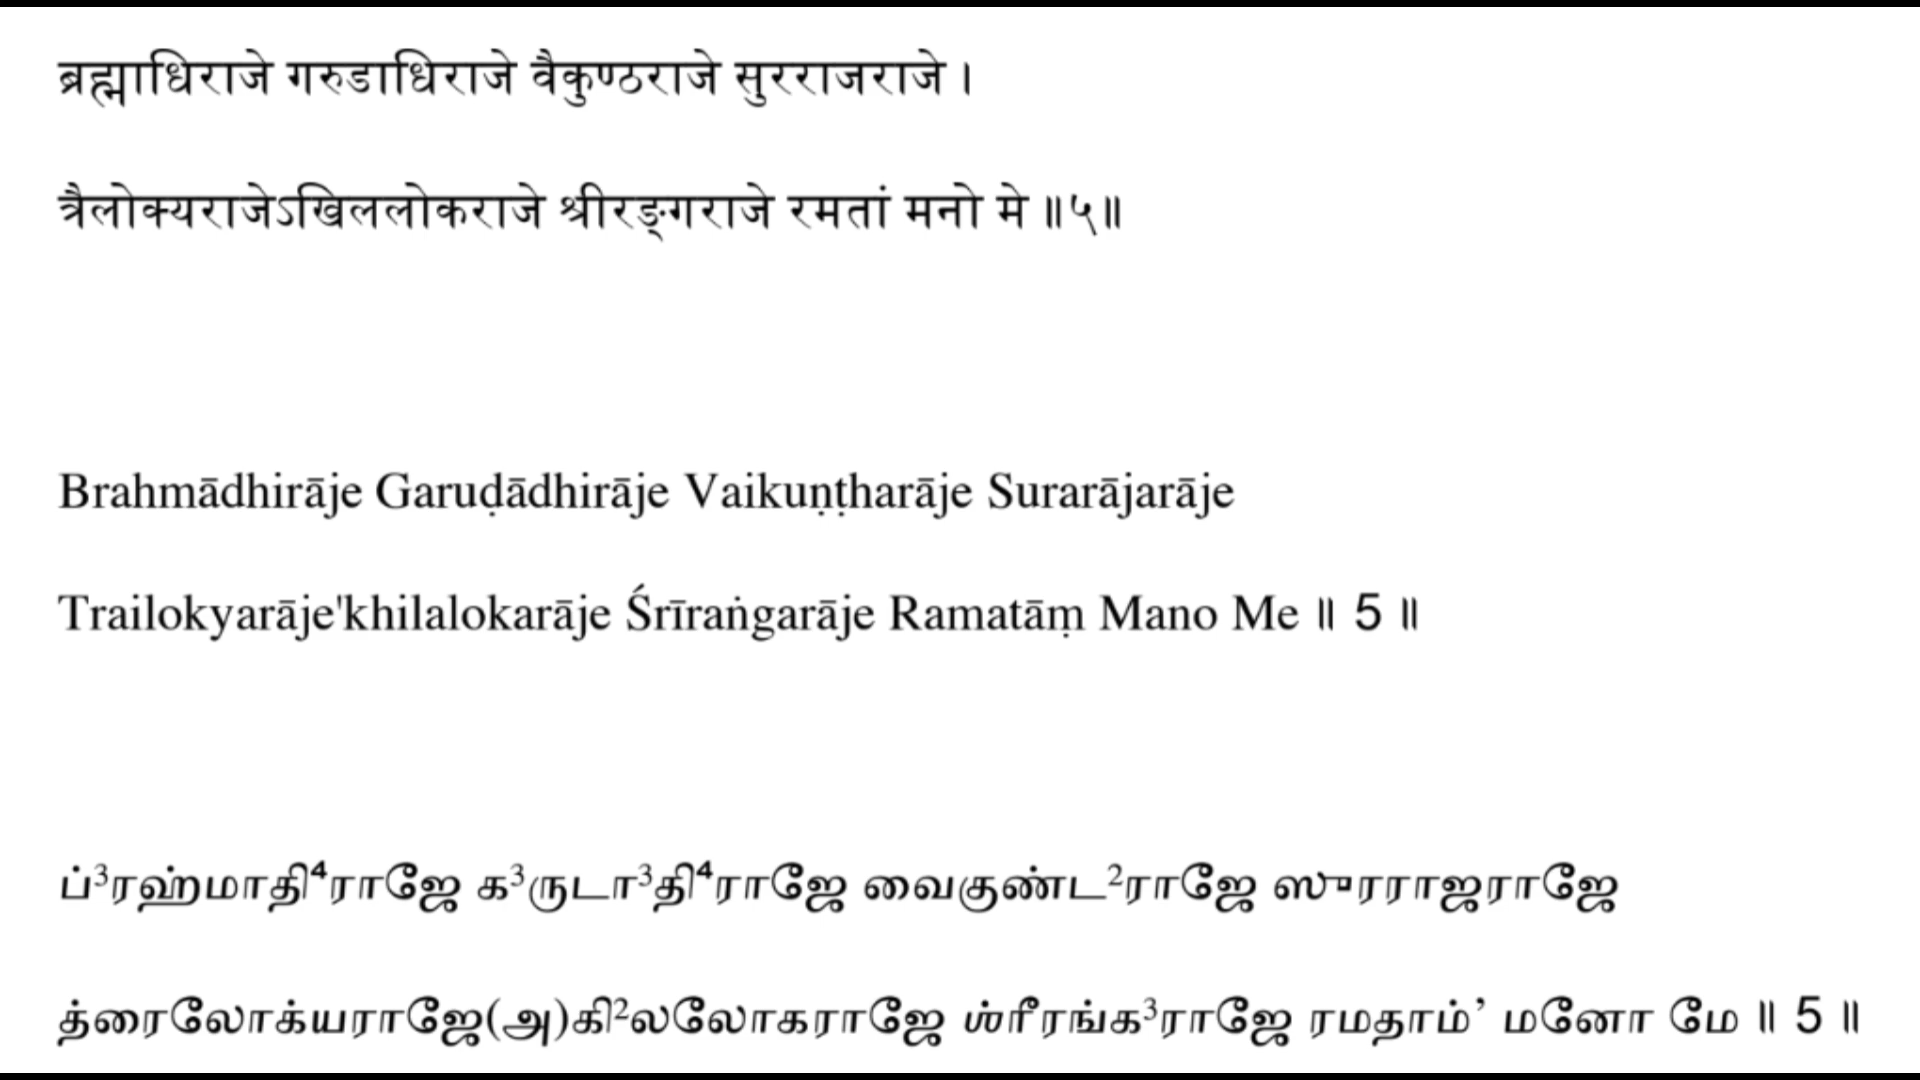 ब्रह्माधिराजे गरुडाधिराजे वैकुण्ठराजे सुरराजराजे ।
त्रैलोक्यराजेऽखिललोकराजे श्रीरङ्गराजे रमतां मनो मे ॥५॥
Brahmādhirāje Garuḍādhirāje Vaikuṇṭharāje Surarājarāje
Trailokyarāje'khilalokarāje Śrīraṅgarāje Ramatāṃ Mano Me ॥ 5 ॥
ப்³ரஹ்மாதி⁴ராஜே க³ருடா³தி⁴ராஜே வைகுண்ட²ராஜே ஸுரராஜராஜே
த்ரைலோக்யராஜே(அ)கி²லலோகராஜே ஶ்ரீரங்க³ராஜே ரமதாம்ʼ மனோ மே ॥ 5 ॥